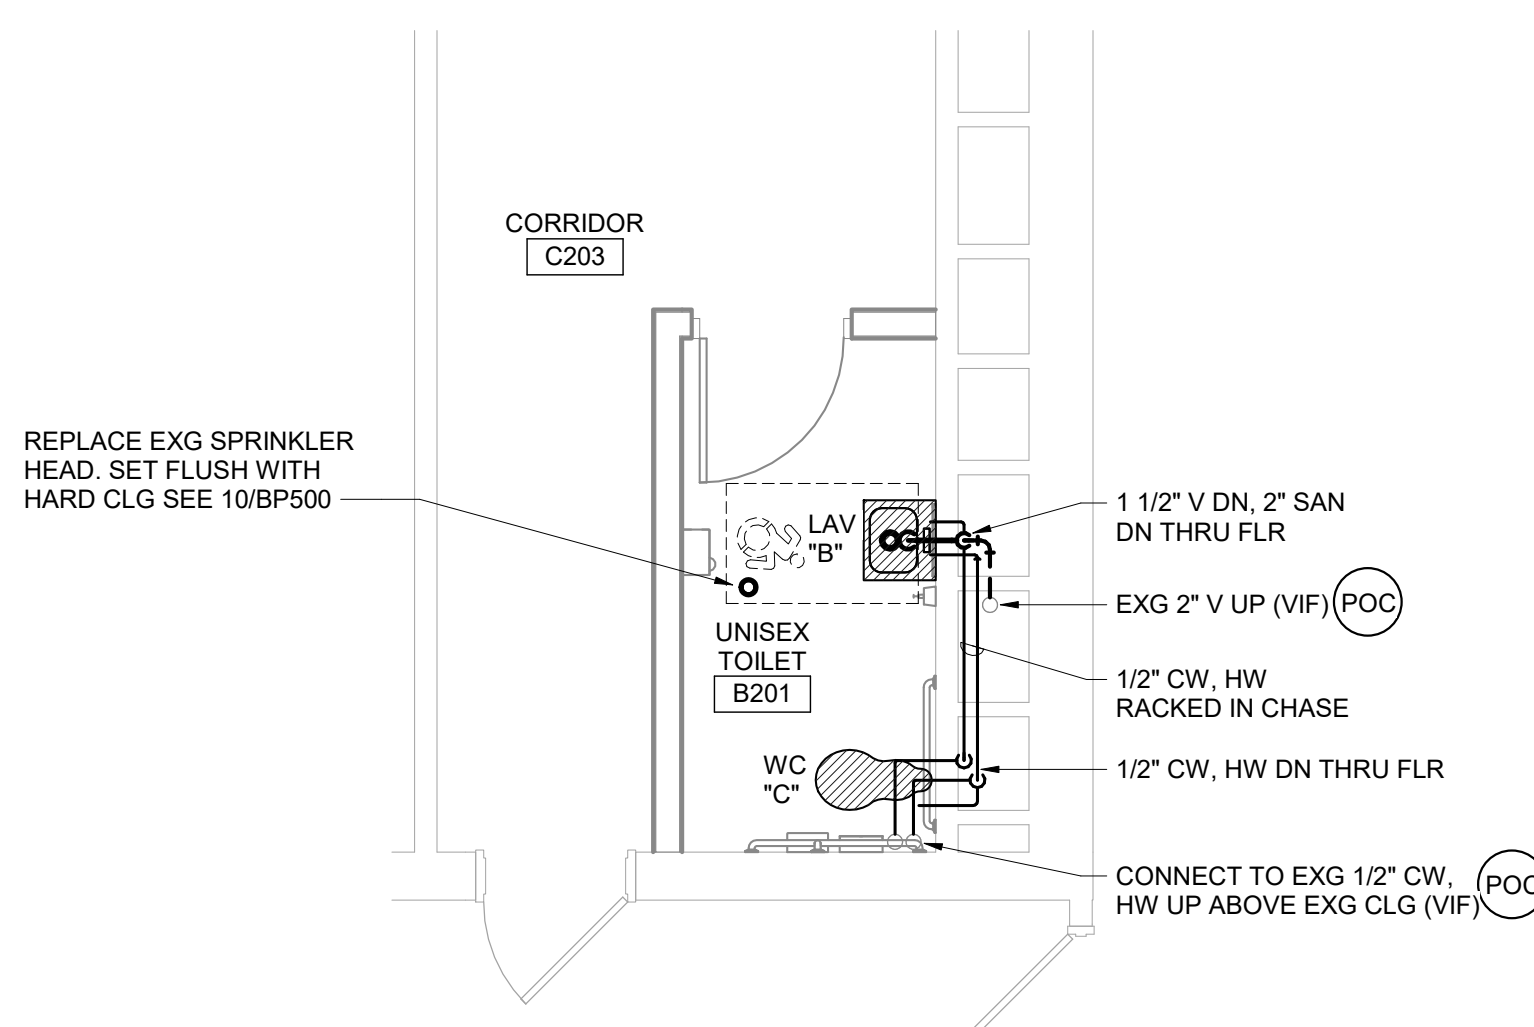 CORRIDOR
C203
REPLACE EXG SPRINKLER
HEAD. SET FLUSH WITH
HARD CLG SEE 10/BP500
LAV
"B"
1 1/2" V DN, 2" SAN
DN THRU FLR
EXG 2" V UP (VIF) POC
UNISEX
TOILET
B201
1/2" CW, HW
RACKED IN CHASE
WC
"C"
1/2" CW, HW DN THRU FLR
CONNECT TO EXG 1/2" CW,
HW UP ABOVE EXG CLG (VIF)
POC